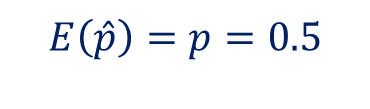 E(p̂) = p = 0.5